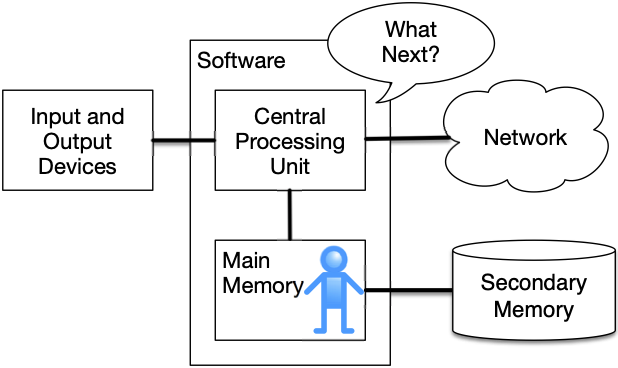 What
Next?
Software
Input and
Output
Devices
Central
Processing
Unit
Network
Main
Memory
Secondary
Memory